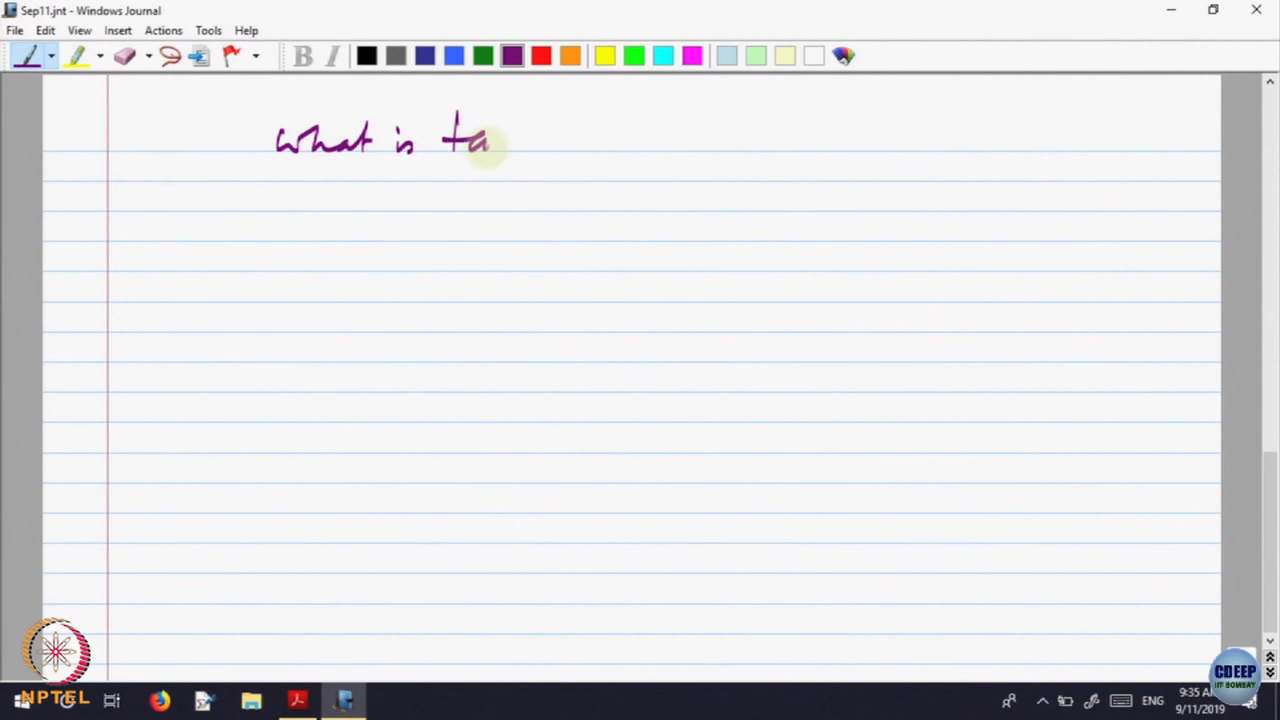 Sep11.jnt - Windows Journal
File Edit View Insert Actions Tools Help
B I
what is ta
NPTEL
CDEEP
IIT BOMBAY
ENG
9:35 A
9/11/2019